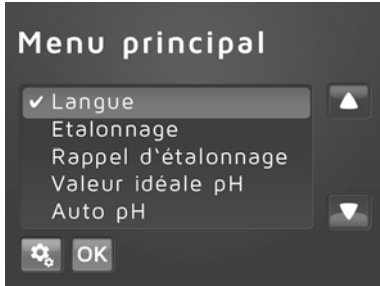 Menu principal
✔ Langue
Etalonnage
Rappel d‘étalonnage
Valeur idéale pH
Auto pH
OK